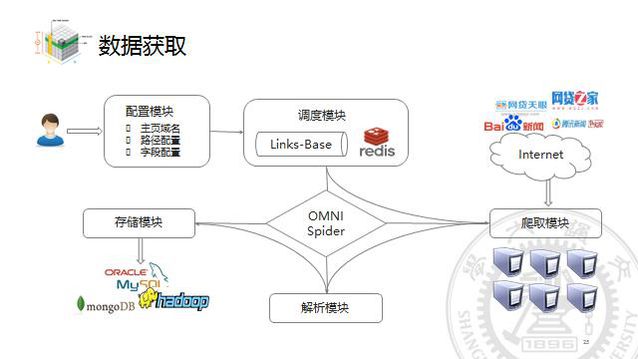 数据获取
配置模块
主页域名
路径配置
字段配置
调度模块
Links-Base
redis
网贷天眼
网贷之家
Bai 新闻
腾讯新闻
Internet
存储模块
OMNI
Spider
爬取模块
ORACLE
MySQL
mongoDB
hadoop
解析模块
SHANG
1896
25